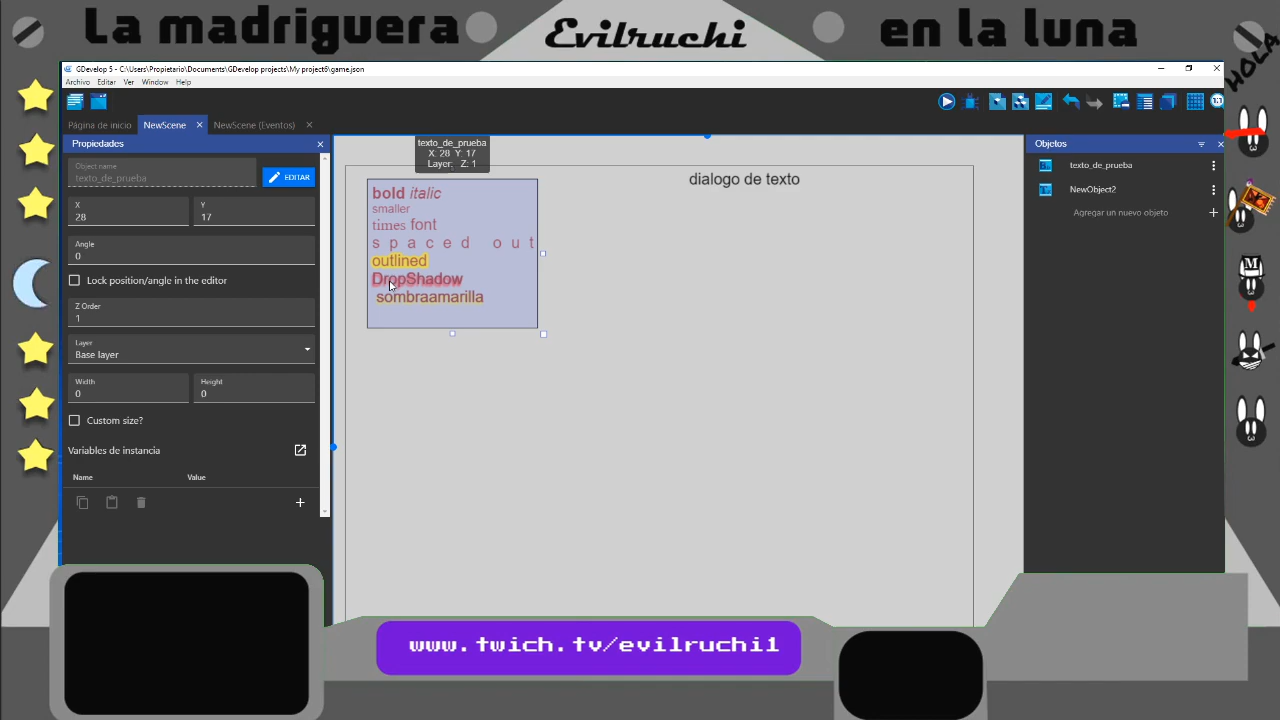 La madriguera Evilruchi en la luna
HOLA
GDevelop 5 - C:\Users\Propietario\Documents\GDevelop projects\My project6\game.json
Archivo Editar Ver Window Help
1:1
Página de inicio NewScene NewScene (Eventos)
Propiedades
Object name
texto_de_prueba
EDITAR
X
28
Y
17
Angle
0
Lock position/angle in the editor
Z Order
1
Layer
Base layer
Width
0
Height
0
Custom size?
Variables de instancia
Name Value
texto_de_prueba
X: 28 Y: 17
Layer: Z: 1
bold italic
smaller
times font
spaced out
outlined
DropShadow
sombraamarilla
dialogo de texto
Objetos
texto_de_prueba
NewObject2
Agregar un nuevo objeto
M
www.twich.tv/evilruchi1